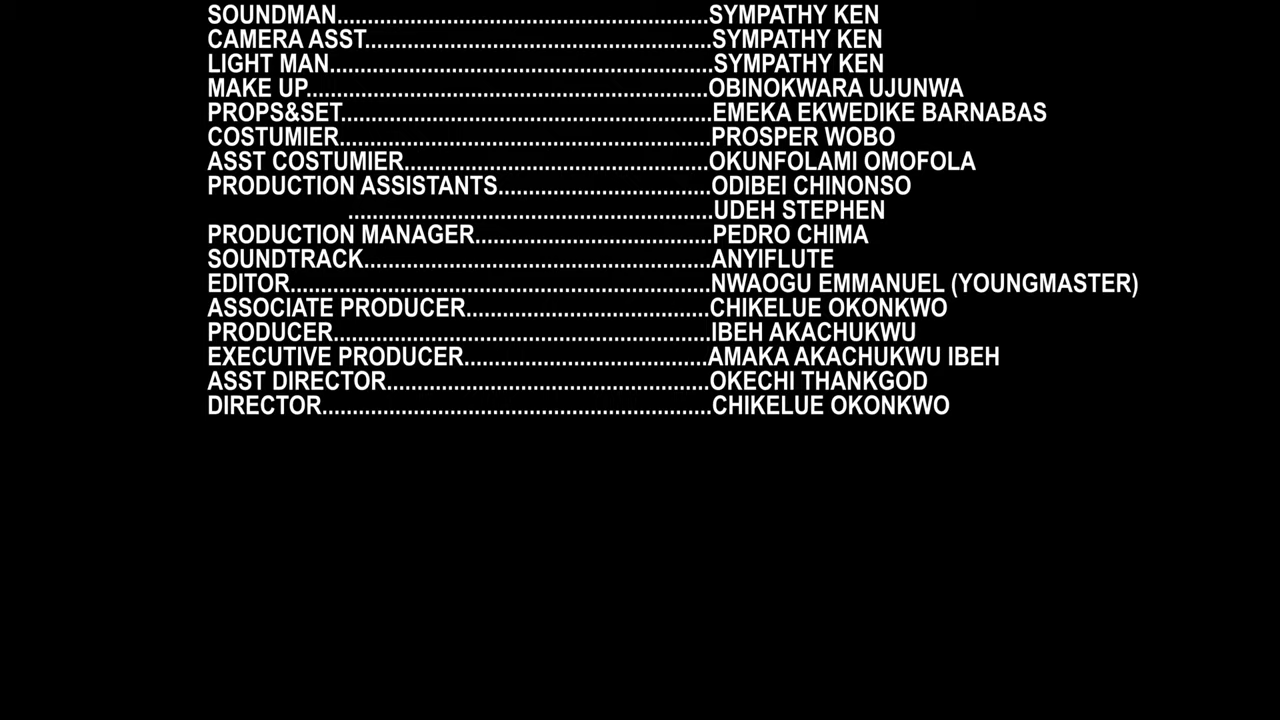 SOUNDMAN................................................................SYMPATHY KEN
CAMERA ASST............................................................SYMPATHY KEN
LIGHT MAN..................................................................SYMPATHY KEN
MAKE UP......................................................................OBINOKWARA UJUNWA
PROPS&SET................................................................EMEKA EKWEDIKE BARNABAS
COSTUMIER................................................................PROSPER WOBO
ASST COSTUMIER.....................................................OKUNFOLAMI OMOFOLA
PRODUCTION ASSISTANTS.....................................ODIBEI CHINONSO
...............................................................UDEH STEPHEN
PRODUCTION MANAGER.........................................PEDRO CHIMA
SOUNDTRACK............................................................ANYIFLUTE
EDITOR.........................................................................NWAOGU EMMANUEL (YOUNGMASTER)
ASSOCIATE PRODUCER..........................................CHIKELUE OKONKWO
PRODUCER.................................................................IBEH AKACHUKWU
EXECUTIVE PRODUCER..........................................AMAKA AKACHUKWU IBEH
ASST DIRECTOR........................................................OKECHI THANKGOD
DIRECTOR...................................................................CHIKELUE OKONKWO